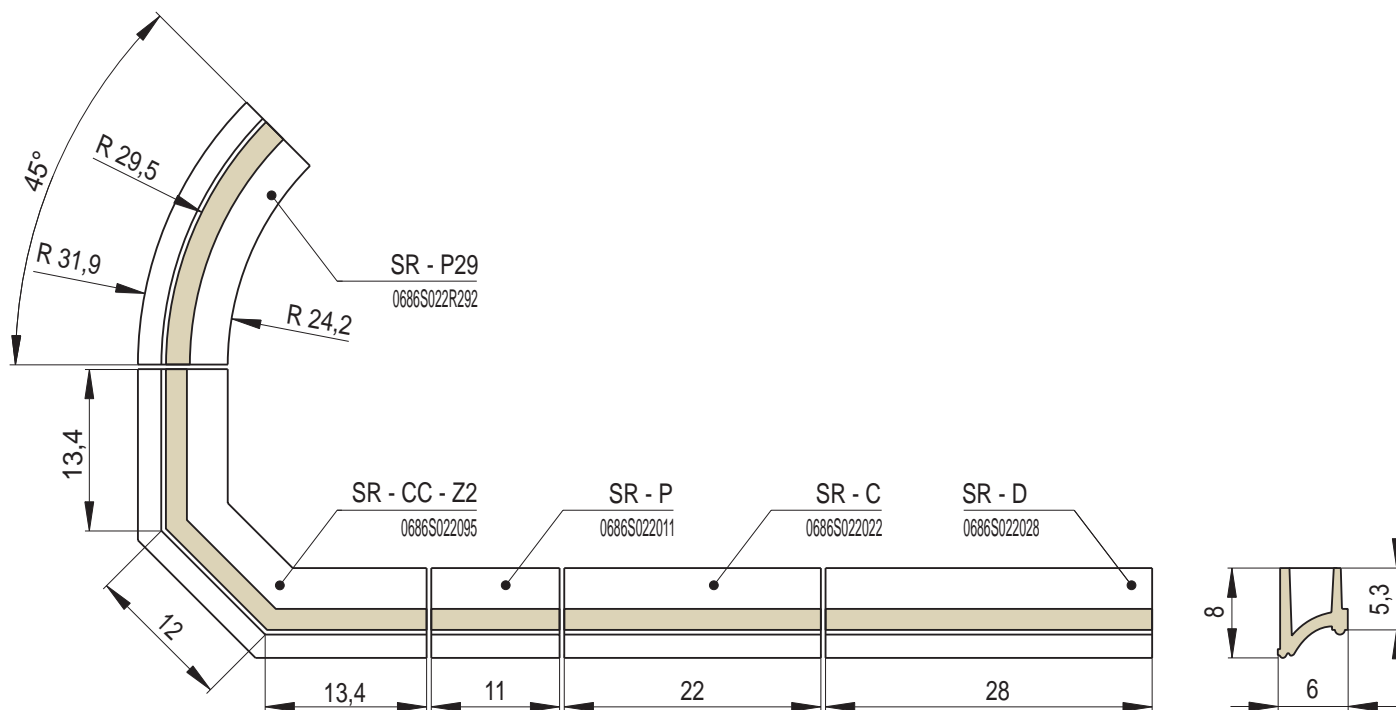 45°
R 29,5
R 31,9
SR - P29
0686S022R292
R 24,2
13,4
SR - CC - Z2
0686S022095
SR - P
0686S022011
SR - C
0686S022022
SR - D
0686S022028
12
13,4
11
22
28
8
5,3
6